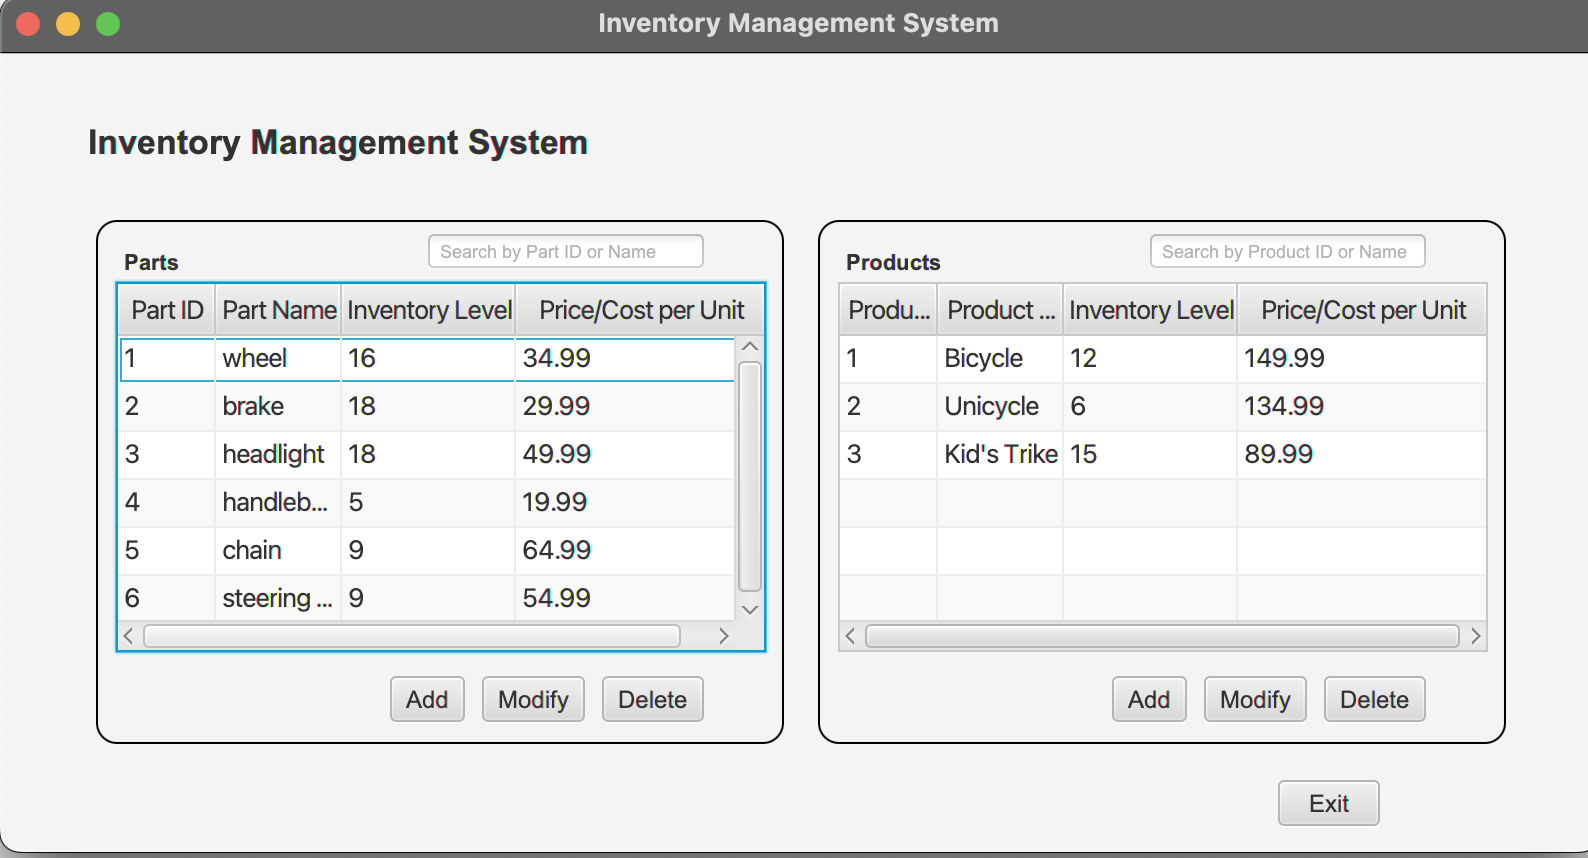 Inventory Management System
Inventory Management System
Parts
Search by Part ID or Name
Part ID Part Name Inventory Level Price/Cost per Unit
1 wheel 16 34.99
2 brake 18 29.99
3 headlight 18 49.99
4 handleb... 5 19.99
5 chain 9 64.99
6 steering ... 9 54.99
Add Modify Delete
Products
Search by Product ID or Name
Produ... Product ... Inventory Level Price/Cost per Unit
1 Bicycle 12 149.99
2 Unicycle 6 134.99
3 Kid's Trike 15 89.99
Add Modify Delete
Exit